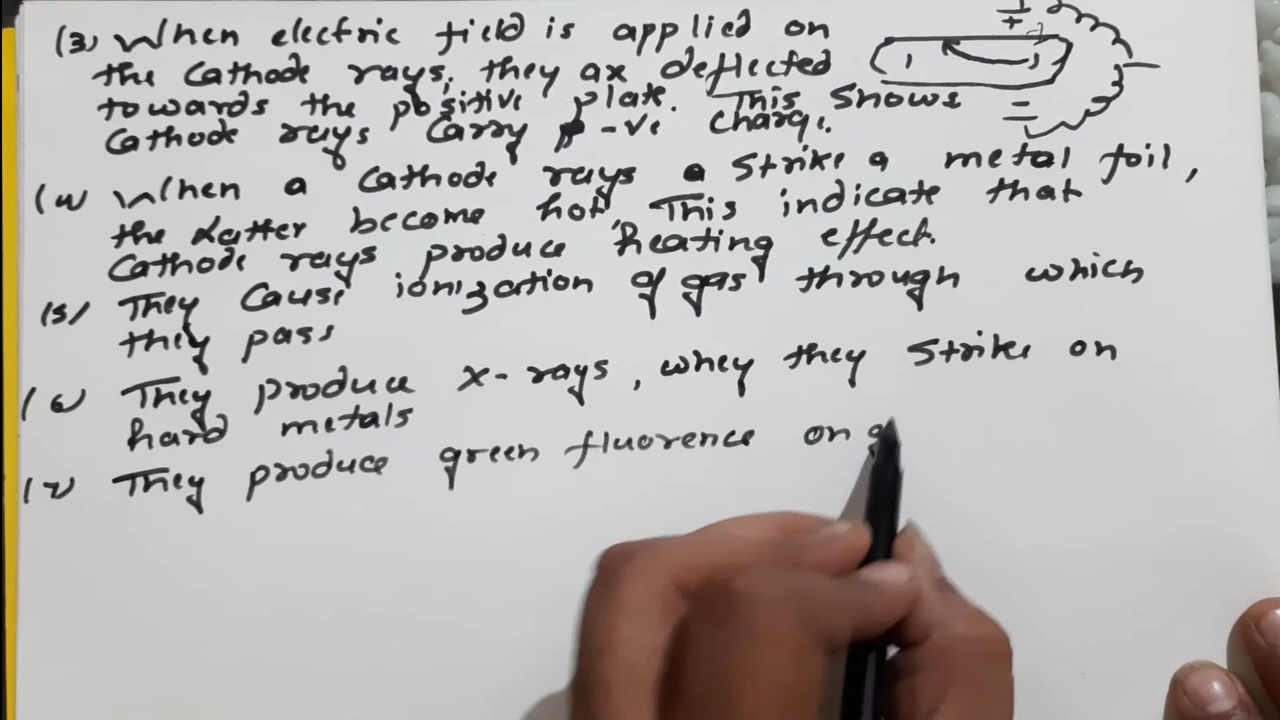 (3) When electric field is applied on
the Cathode rays, they ax deflected
towards the positive plate. This Shows
Cathode rays Carry -ve charge.
(4) When a cathode rays a strike a metal foil,
the Latter become hot, This indicate that
Cathode rays produce heating effect.
(5) They cause ionization of gas through which
they pass
(6) They produce x-rays, whey they strike on
hard metals
(7) They produce green fluorence on g